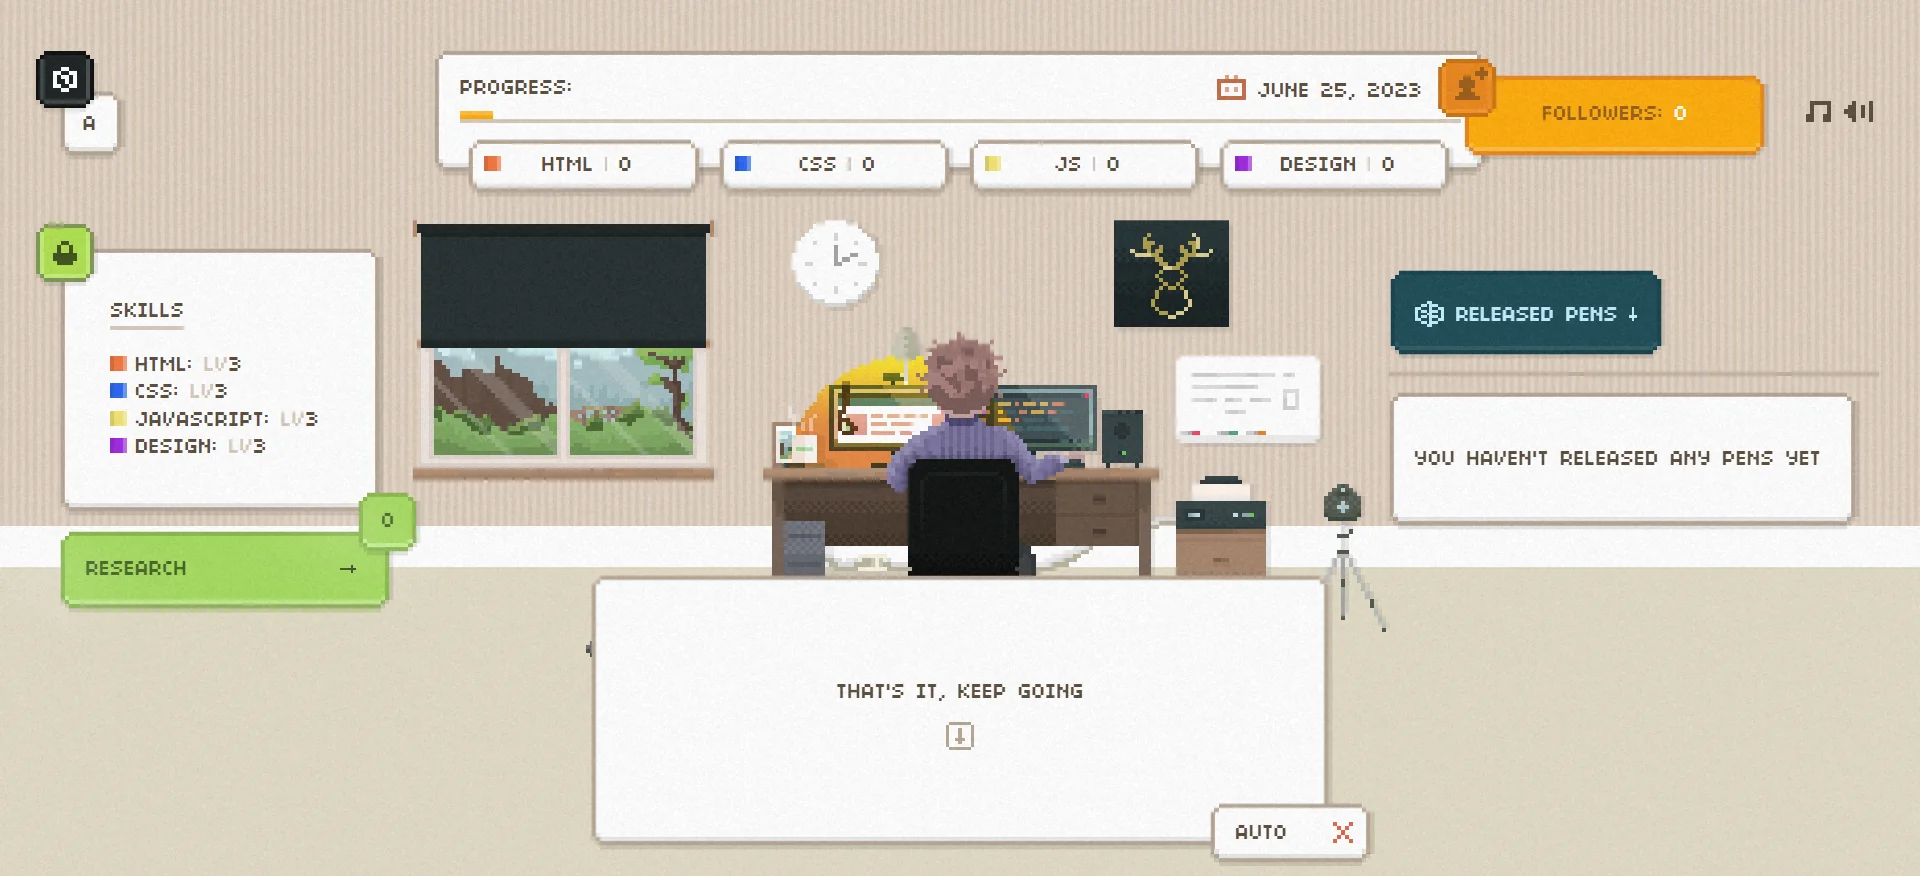 A
PROGRESS:
JUNE 25, 2023
FOLLOWERS: 0
HTML | 0
CSS | 0
JS | 0
DESIGN | 0
SKILLS
HTML: LV3
CSS: LV3
JAVASCRIPT: LV3
DESIGN: LV3
0
RESEARCH →
RELEASED PENS ↓
YOU HAVEN'T RELEASED ANY PENS YET
THAT'S IT, KEEP GOING
↓
AUTO X